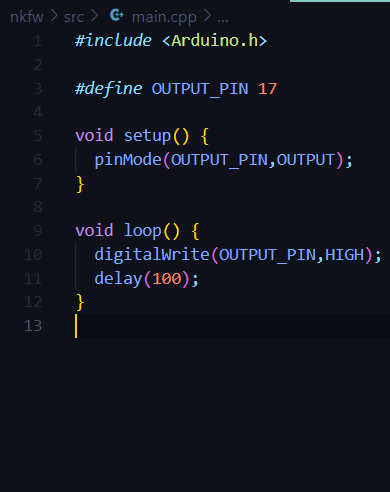 nkfw > src > main.cpp > ...
1 #include <Arduino.h>
2
3 #define OUTPUT_PIN 17
4
5 void setup() {
6   pinMode(OUTPUT_PIN,OUTPUT);
7 }
8
9 void loop() {
10   digitalWrite(OUTPUT_PIN,HIGH);
11   delay(100);
12 }
13